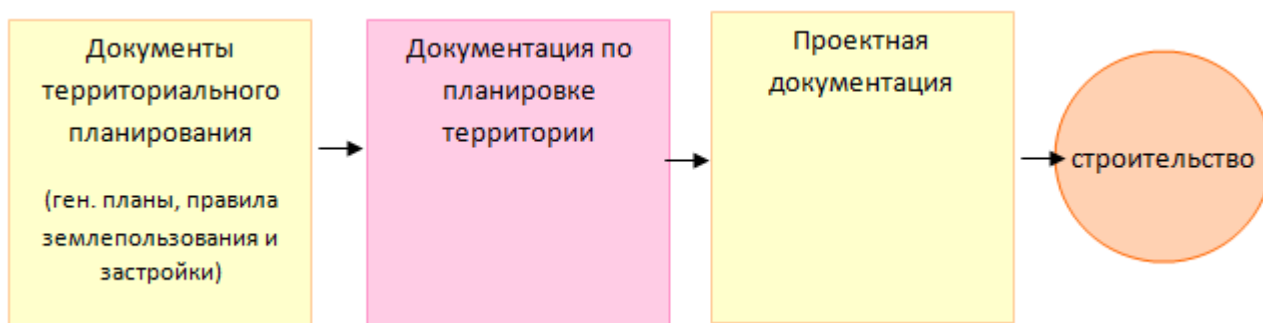 Документы
территориального
планирования
(ген. планы, правила
землепользования и
застройки)
Документация по
планировке
территории
Проектная
документация
строительство